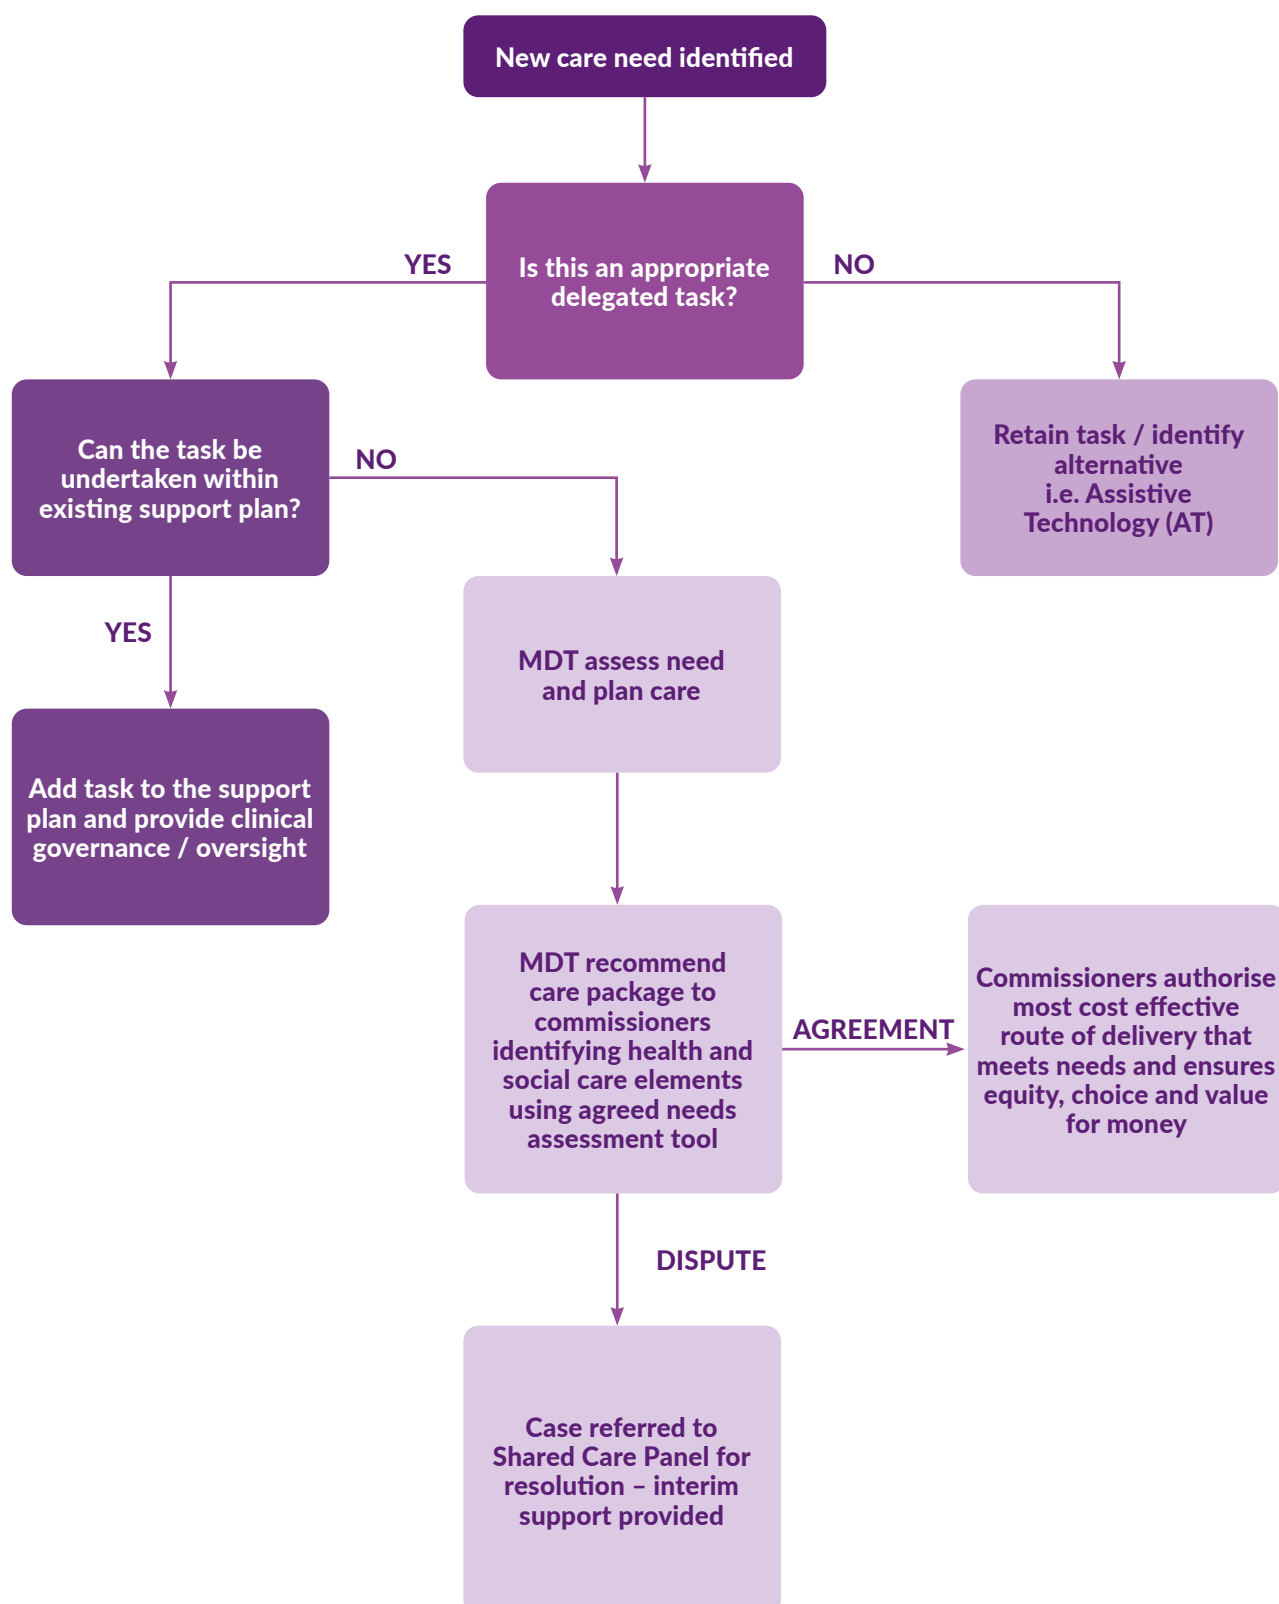 New care need identified
YES
Is this an appropriate
delegated task?
NO
Can the task be
undertaken within
existing support plan?
NO
Retain task / identify
alternative
i.e. Assistive
Technology (AT)
YES
MDT assess need
and plan care
Add task to the support
plan and provide clinical
governance / oversight
MDT recommend
care package to
commissioners
identifying health and
social care elements
using agreed needs
assessment tool
AGREEMENT
Commissioners authorise
most cost effective
route of delivery that
meets needs and ensures
equity, choice and value
for money
DISPUTE
Case referred to
Shared Care Panel for
resolution – interim
support provided